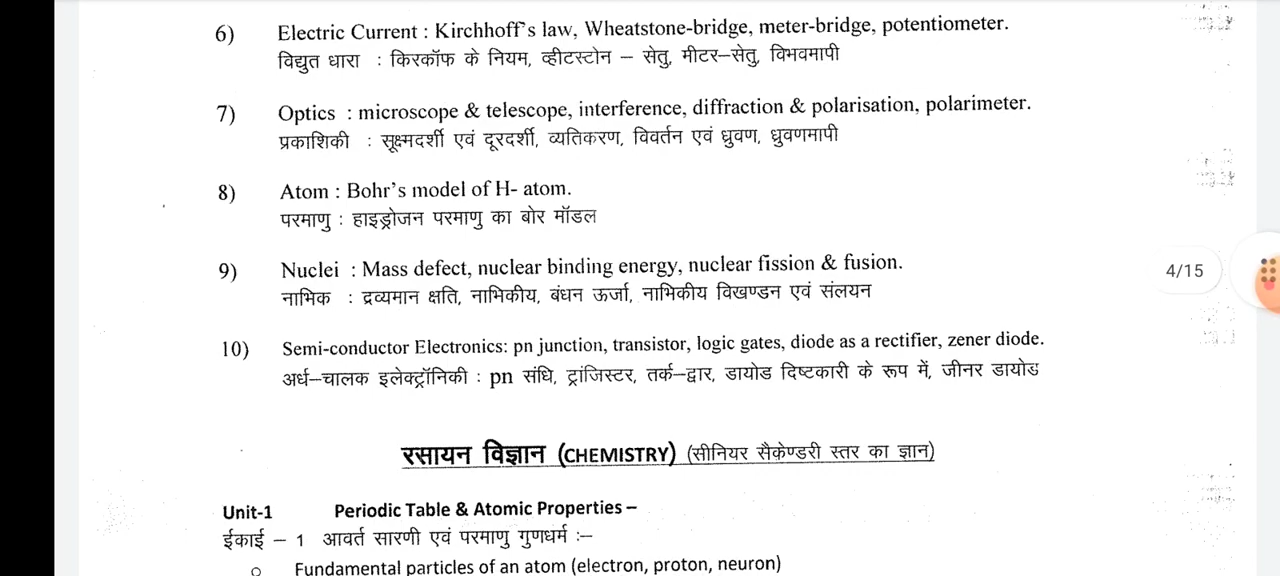 6) Electric Current : Kirchhoff's law, Wheatstone-bridge, meter-bridge, potentiometer.
विद्युत धारा : किरकॉफ के नियम, व्हीटस्टोन – सेतु, मीटर–सेतु, विभवमापी
7) Optics : microscope & telescope, interference, diffraction & polarisation, polarimeter.
प्रकाशिकी : सूक्ष्मदर्शी एवं दूरदर्शी, व्यतिकरण, विवर्तन एवं ध्रुवण, ध्रुवणमापी
8) Atom : Bohr's model of H- atom.
परमाणु : हाइड्रोजन परमाणु का बोर मॉडल
9) Nuclei : Mass defect, nuclear binding energy, nuclear fission & fusion.
नाभिक : द्रव्यमान क्षति, नाभिकीय, बंधन ऊर्जा, नाभिकीय विखण्डन एवं संलयन
4/15
10) Semi-conductor Electronics: pn junction, transistor, logic gates, diode as a rectifier, zener diode.
अर्ध–चालक इलेक्ट्रॉनिकी : pn संधि, ट्रांजिस्टर, तर्क–द्वार, डायोड दिष्टकारी के रूप में, जीनर डायोड
रसायन विज्ञान (CHEMISTRY) (सीनियर सैकेण्डरी स्तर का ज्ञान)
Unit-1 Periodic Table & Atomic Properties –
ईकाई – 1 आवर्त सारणी एवं परमाणु गुणधर्म :–
o Fundamental particles of an atom (electron, proton, neuron)